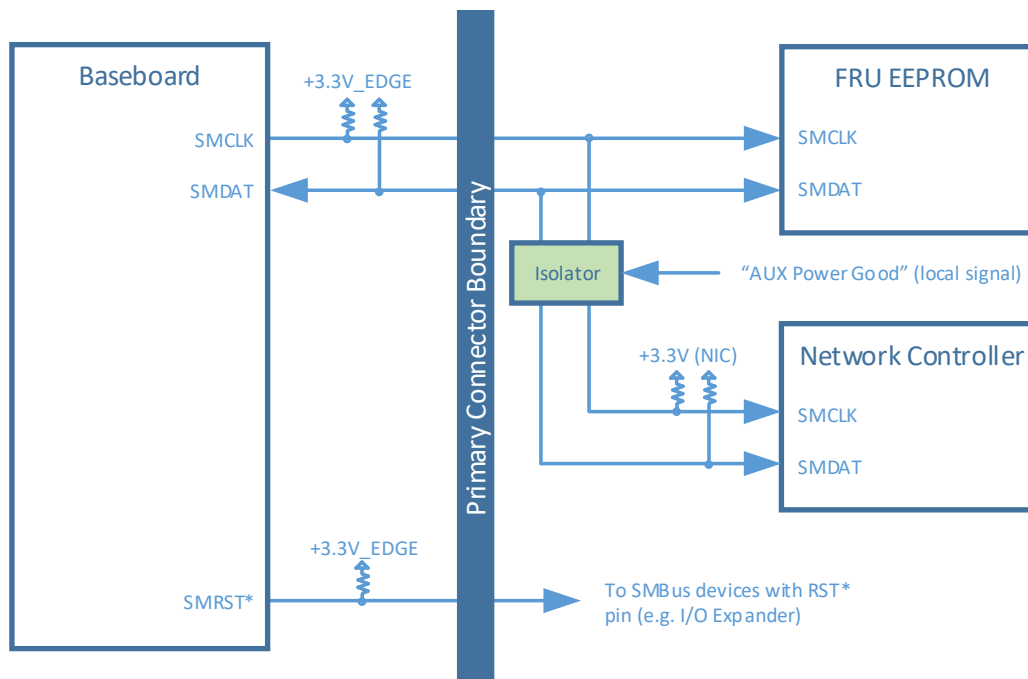 Baseboard
+3.3V_EDGE
SMCLK
SMDAT
+3.3V_EDGE
SMRST*
Primary Connector Boundary
FRU EEPROM
SMCLK
SMDAT
Isolator
“AUX Power Good” (local signal)
+3.3V (NIC)
Network Controller
SMCLK
SMDAT
To SMBus devices with RST*
pin (e.g. I/O Expander)